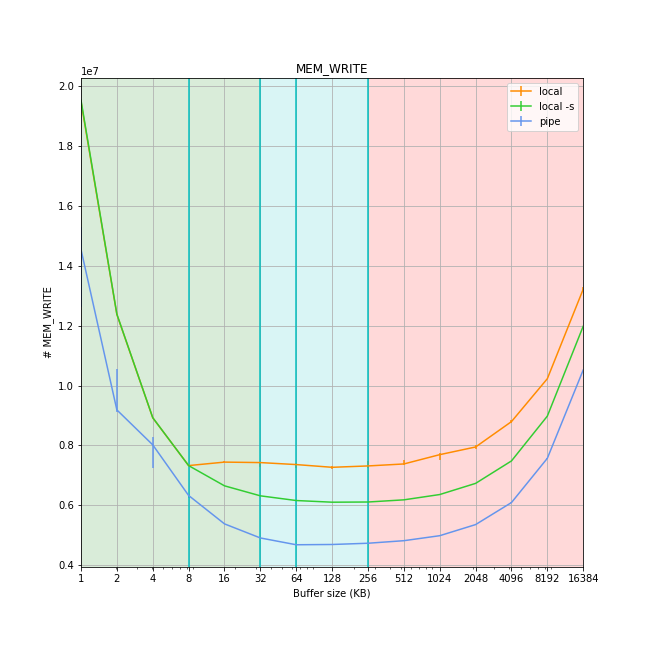 MEM_WRITE
1e7
local
local -s
pipe
2.0
1.8
1.6
1.4
1.2
1.0
0.8
0.6
0.4
# MEM_WRITE
1 2 4 8 16 32 64 128 256 512 1024 2048 4096 8192 16384
Buffer size (KB)